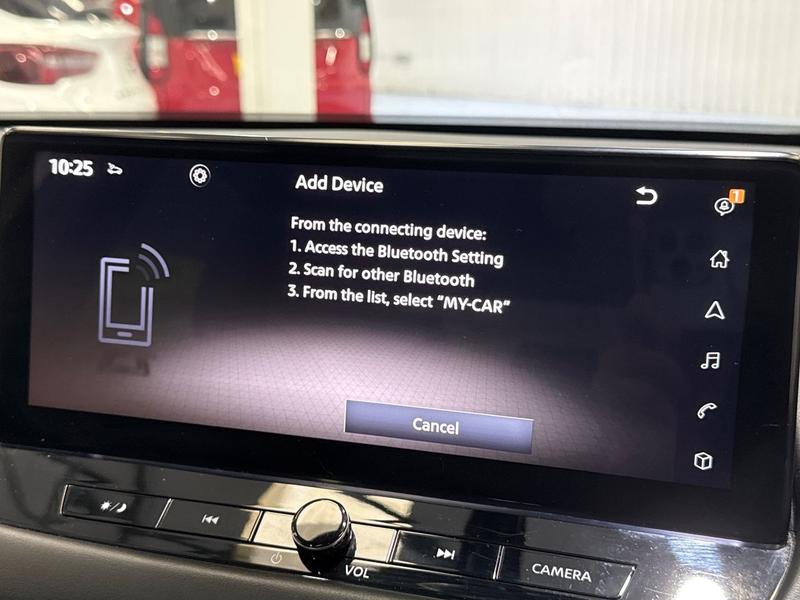 10:25
Add Device
1
From the connecting device:
1. Access the Bluetooth Setting
2. Scan for other Bluetooth
3. From the list, select "MY-CAR"
Cancel
VOL
CAMERA